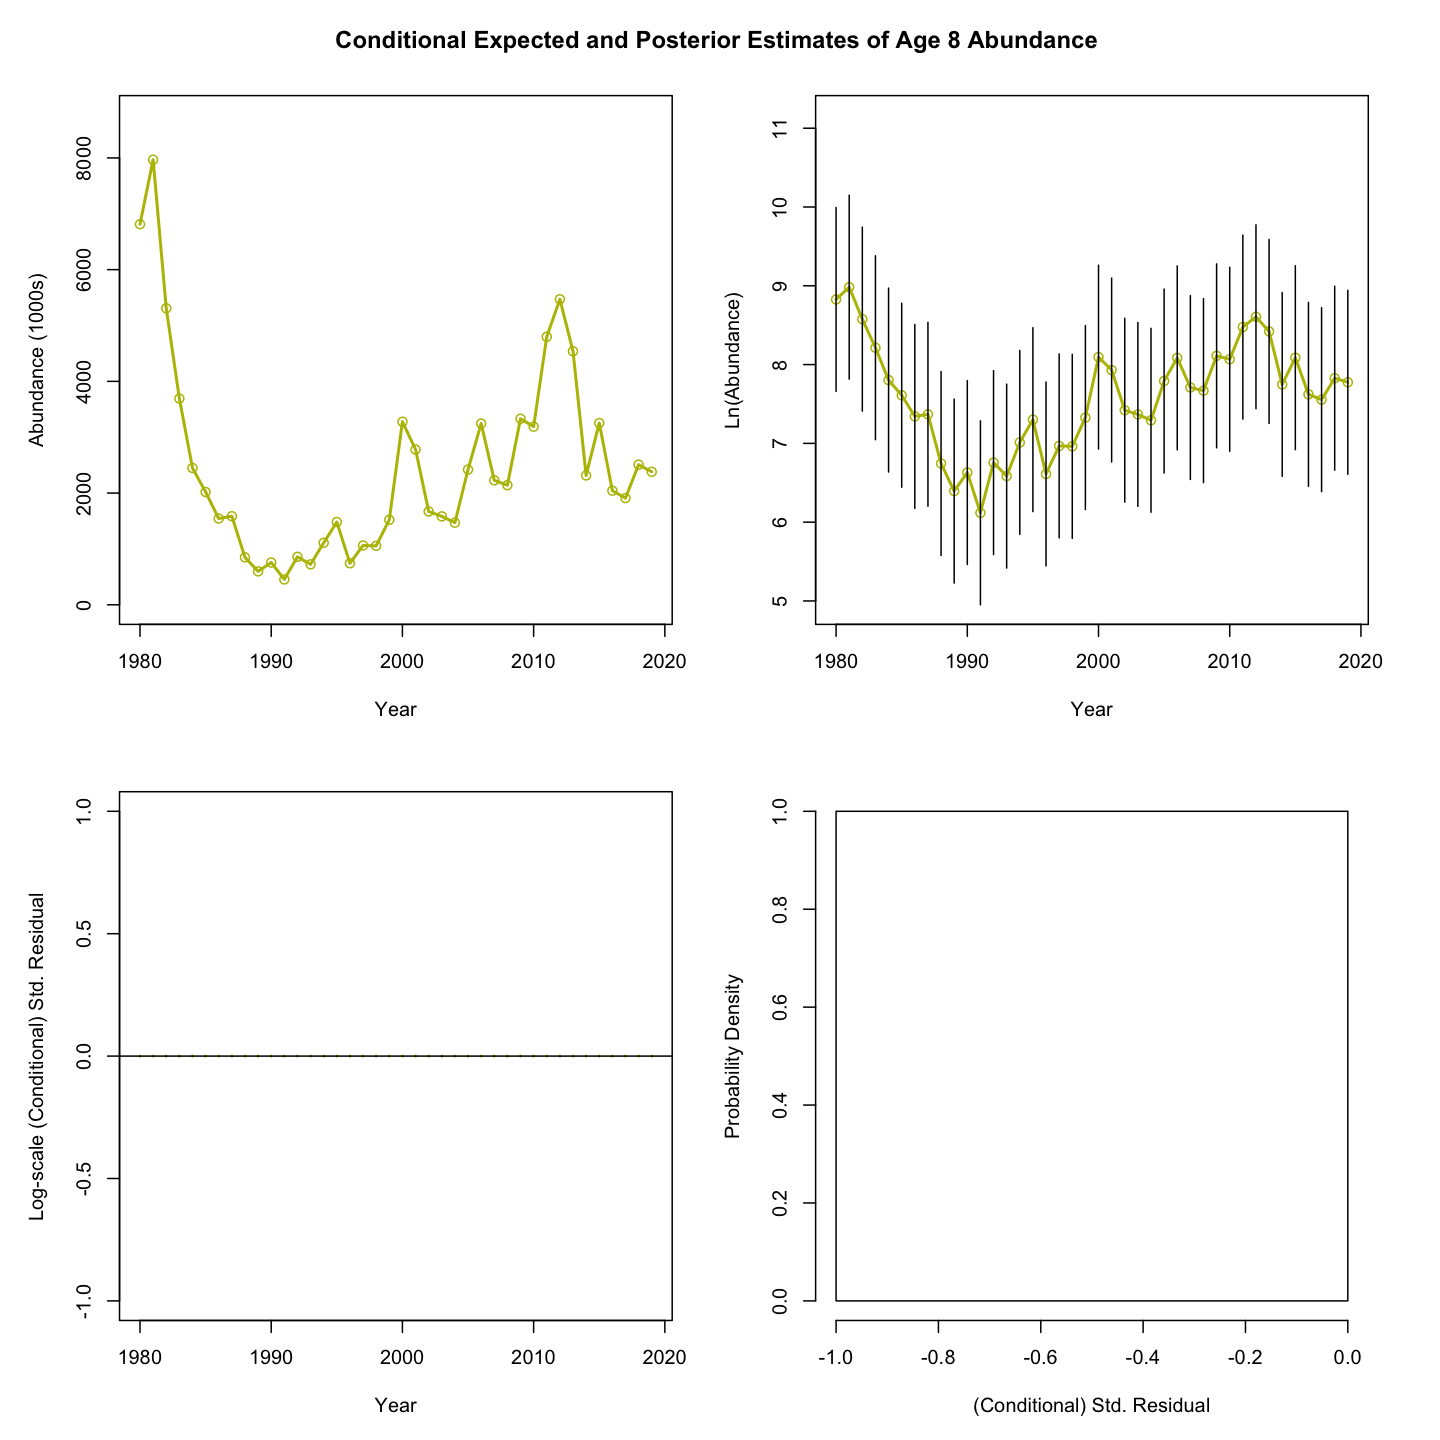 Conditional Expected and Posterior Estimates of Age 8 Abundance
Abundance (1000s)
8000
6000
4000
2000
0
1980 1990 2000 2010 2020
Year
Ln(Abundance)
11
10
9
8
7
6
5
1980 1990 2000 2010 2020
Year
Log-scale (Conditional) Std. Residual
1.0
0.5
0.0
-0.5
-1.0
1980 1990 2000 2010 2020
Year
Probability Density
1.0
0.8
0.6
0.4
0.2
0.0
-1.0 -0.8 -0.6 -0.4 -0.2 0.0
(Conditional) Std. Residual